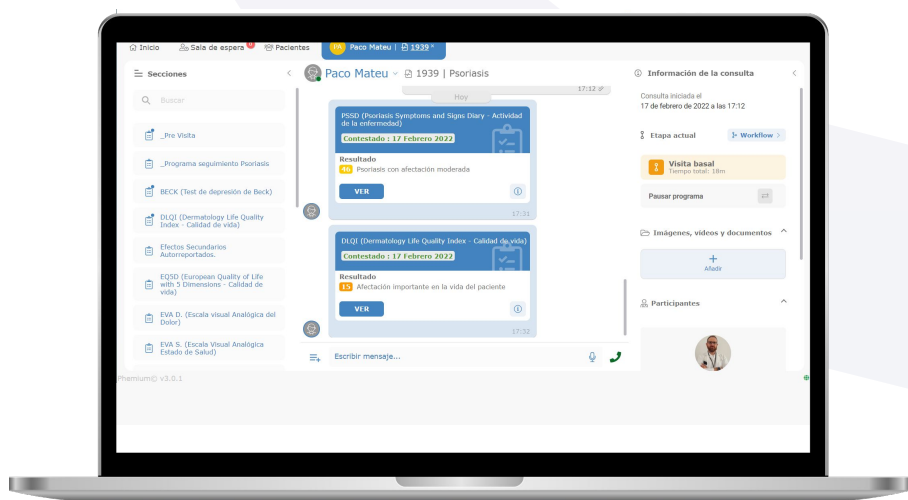 Inicio
Sala de espera
Pacientes
PA Paco Mateu | 1939
Secciones
Buscar
_Pre Visita
_Programa seguimiento Psoriasis
BECK (Test de depresión de Beck)
DLQI (Dermatology Life Quality
Index - Calidad de vida)
Efectos Secundarios
Autorreportados.
EQ5D (European Quality of Life
with 5 Dimensions - Calidad de
vida)
EVA D. (Escala visual Analógica del
Dolor)
EVA S. (Escala Visual Analógica
Estado de Salud)
Phemium© v3.0.1
Paco Mateu
1939 | Psoriasis
17:12
Hoy
PSSD (Psoriasis Symptoms and Signs Diary - Actividad
de la enfermedad)
Contestado : 17 Febrero 2022
Resultado
46 Psoriasis con afectación moderada
VER
17:31
DLQI (Dermatology Life Quality Index - Calidad de vida)
Contestado : 17 Febrero 2022
Resultado
15 Afectación importante en la vida del paciente
VER
17:32
Escribir mensaje...
Información de la consulta
Consulta iniciada el
17 de febrero de 2022 a las 17:12
Etapa actual
Workflow
Visita basal
Tiempo total: 18m
Pausar programa
Imágenes, vídeos y documentos
+
Añadir
Participantes